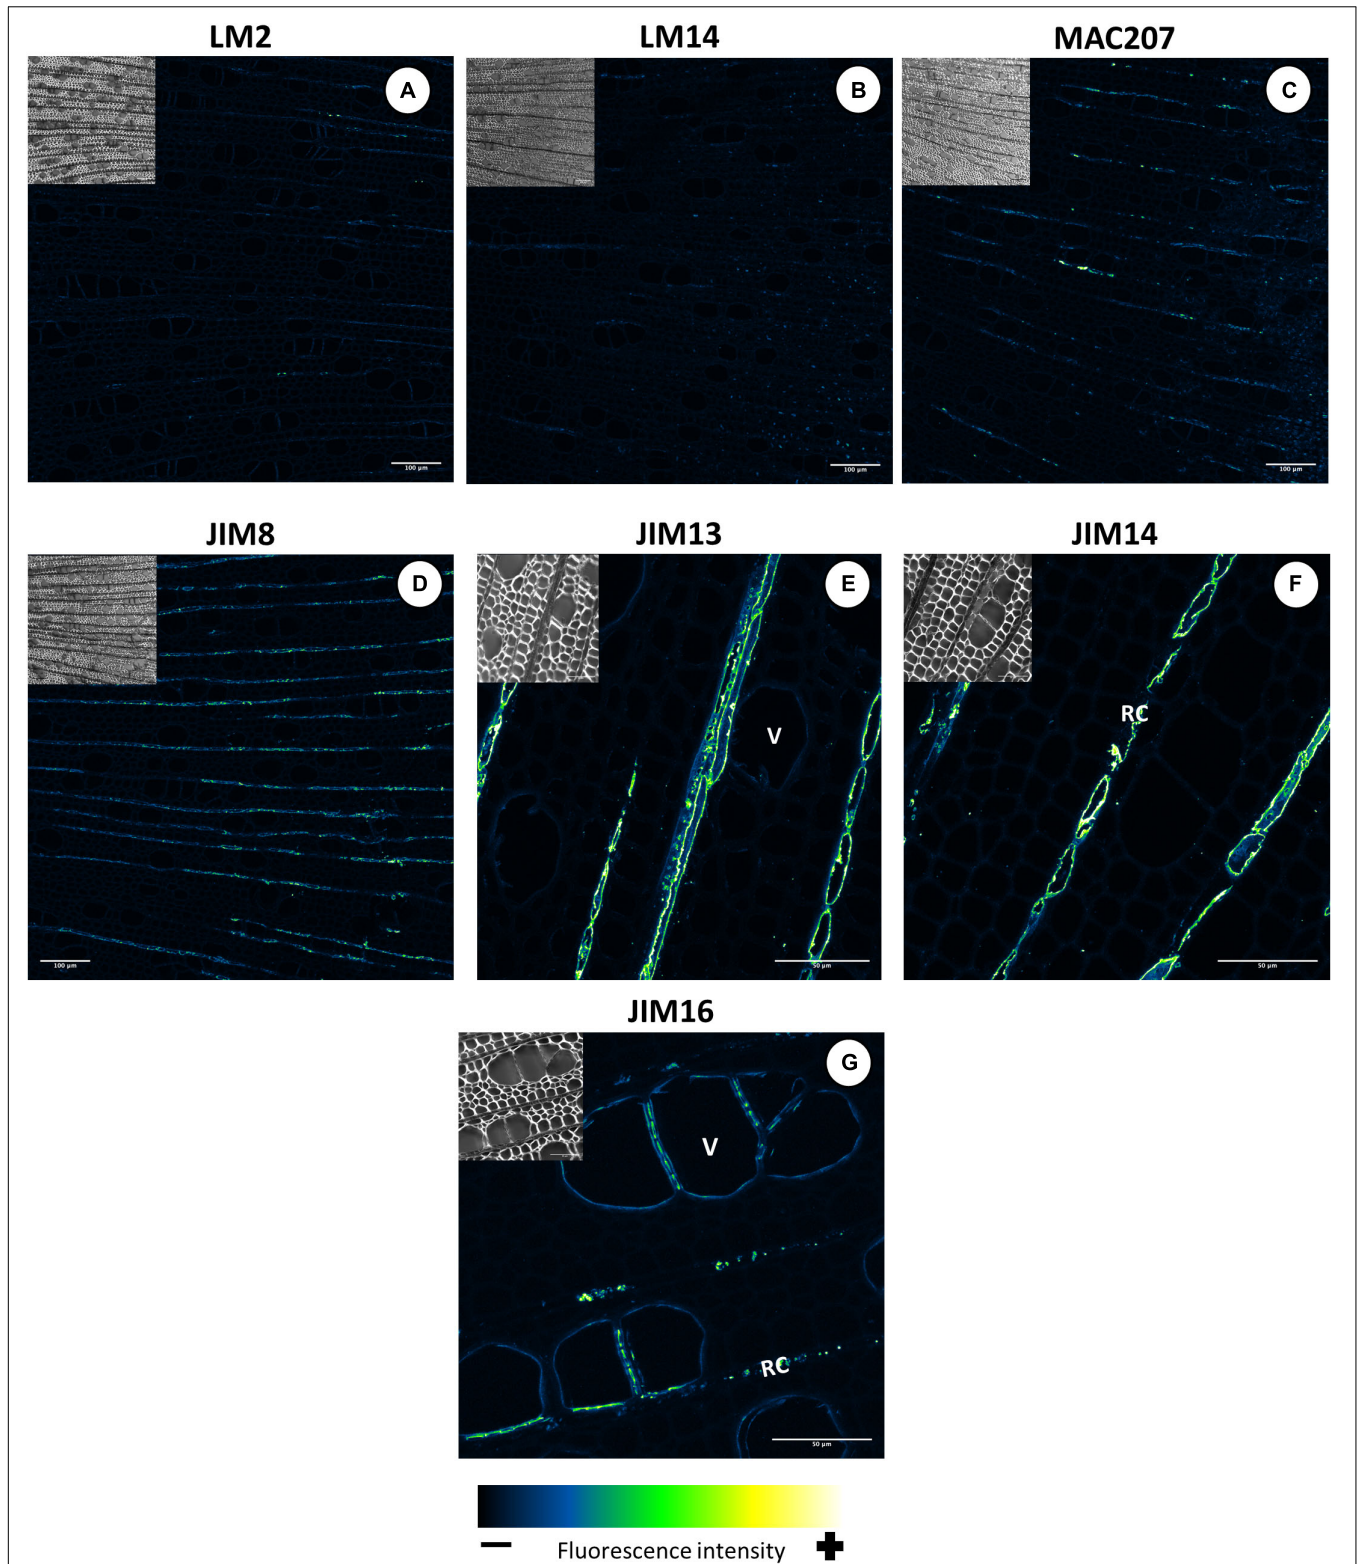 LM2
LM14
MAC207
A
B
C
100 µm
100 µm
100 µm
JIM8
JIM13
JIM14
D
E
F
V
RC
100 µm
50 µm
50 µm
JIM16
G
V
RC
50 µm
− Fluorescence intensity +